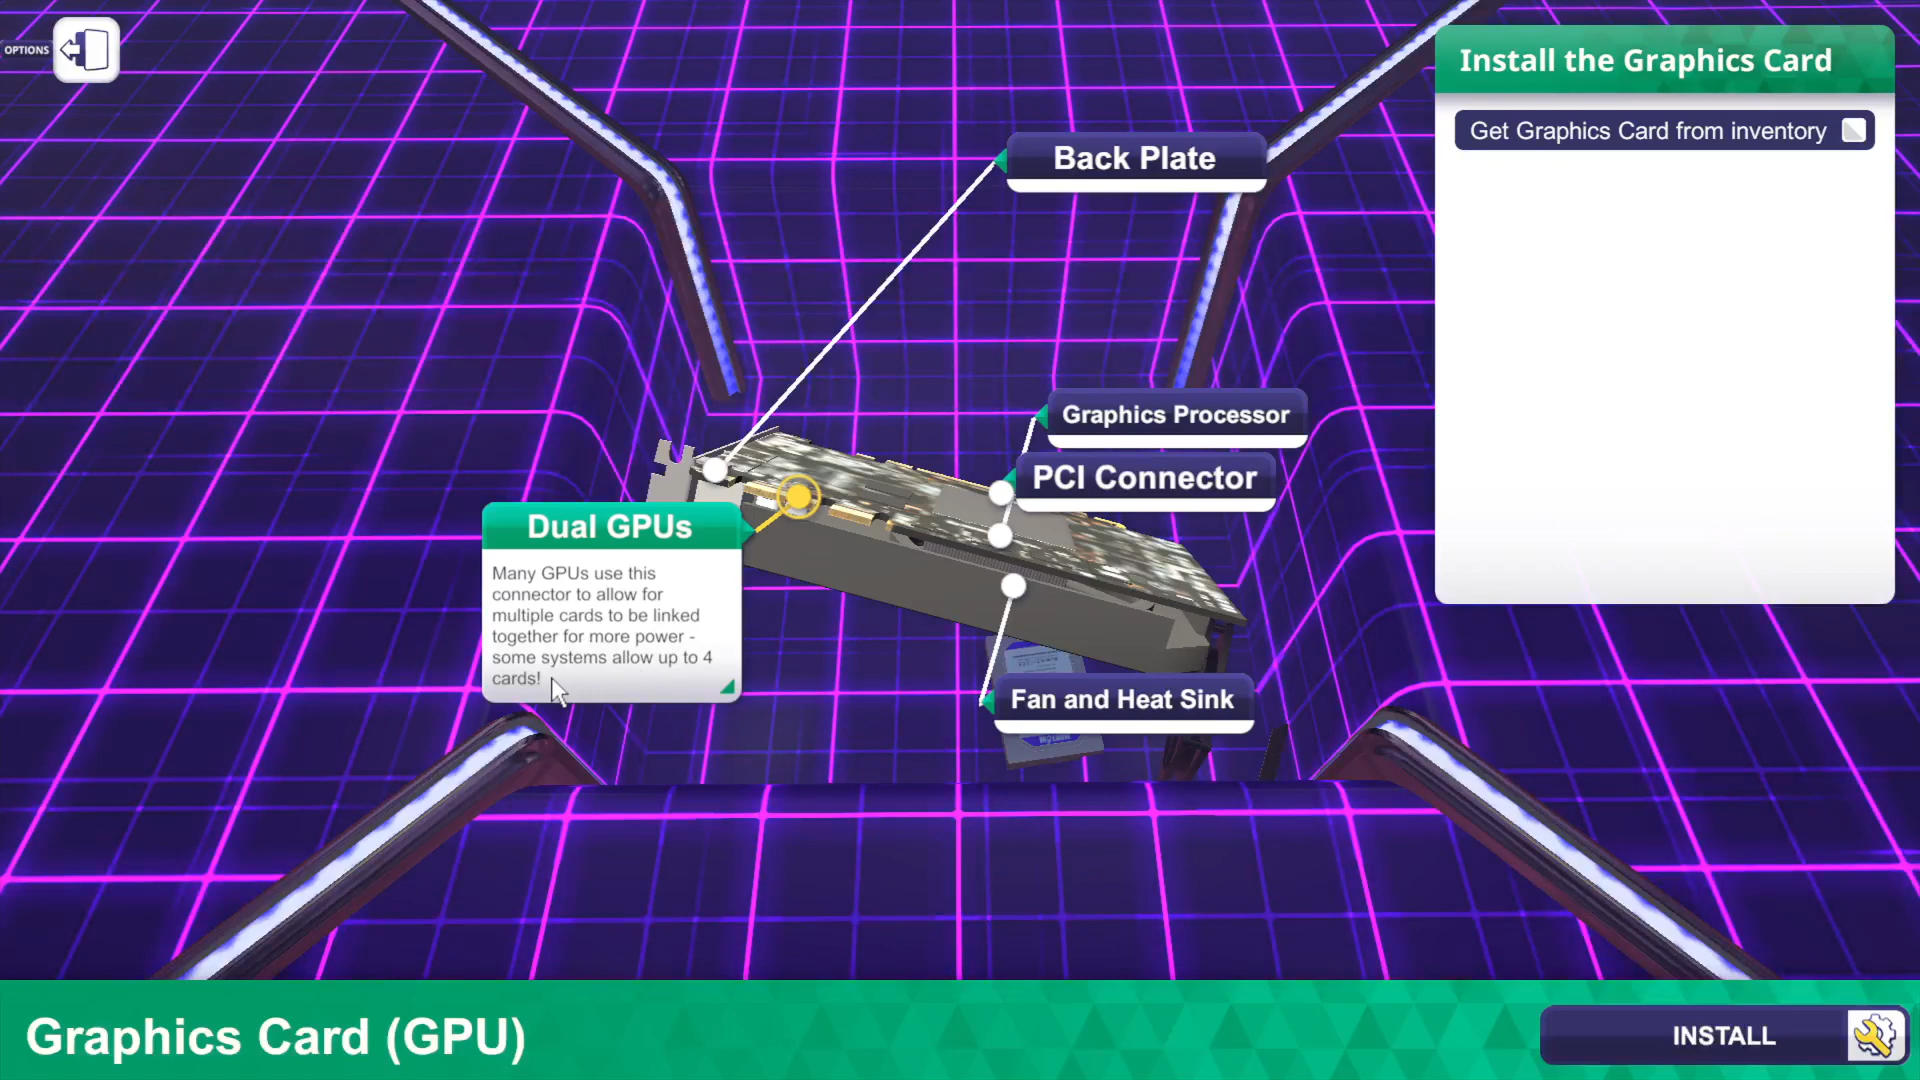 OPTIONS
Install the Graphics Card
Get Graphics Card from inventory
Back Plate
Graphics Processor
PCI Connector
Dual GPUs
Many GPUs use this
connector to allow for
multiple cards to be linked
together for more power -
some systems allow up to 4
cards!
Fan and Heat Sink
Graphics Card (GPU)
INSTALL